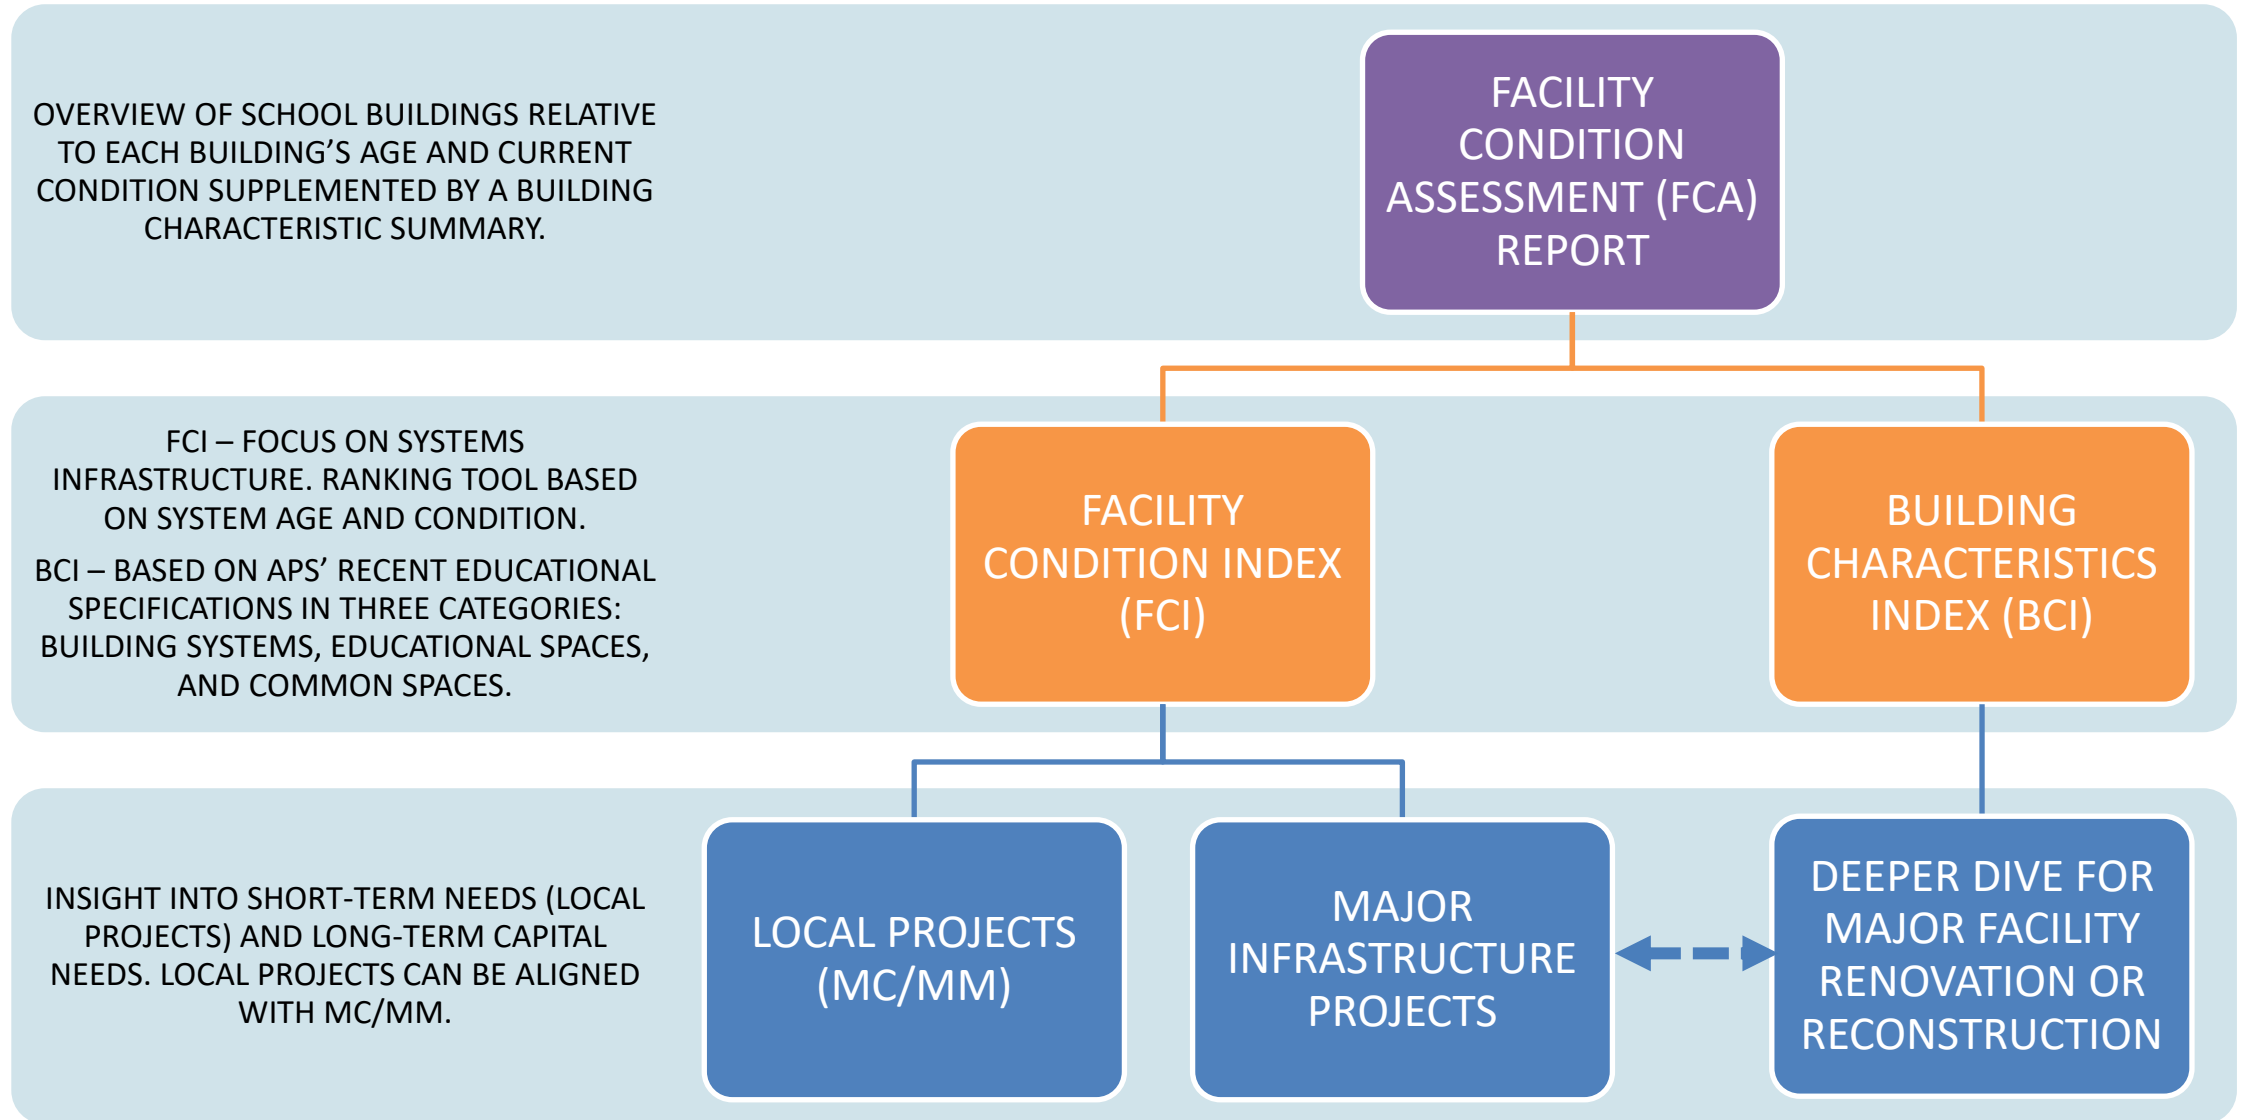 OVERVIEW OF SCHOOL BUILDINGS RELATIVE
TO EACH BUILDING’S AGE AND CURRENT
CONDITION SUPPLEMENTED BY A BUILDING
CHARACTERISTIC SUMMARY.
FACILITY
CONDITION
ASSESSMENT (FCA)
REPORT
FCI – FOCUS ON SYSTEMS
INFRASTRUCTURE. RANKING TOOL BASED
ON SYSTEM AGE AND CONDITION.
BCI – BASED ON APS’ RECENT EDUCATIONAL
SPECIFICATIONS IN THREE CATEGORIES:
BUILDING SYSTEMS, EDUCATIONAL SPACES,
AND COMMON SPACES.
FACILITY
CONDITION INDEX
(FCI)
BUILDING
CHARACTERISTICS
INDEX (BCI)
INSIGHT INTO SHORT-TERM NEEDS (LOCAL
PROJECTS) AND LONG-TERM CAPITAL
NEEDS. LOCAL PROJECTS CAN BE ALIGNED
WITH MC/MM.
LOCAL PROJECTS
(MC/MM)
MAJOR
INFRASTRUCTURE
PROJECTS
DEEPER DIVE FOR
MAJOR FACILITY
RENOVATION OR
RECONSTRUCTION